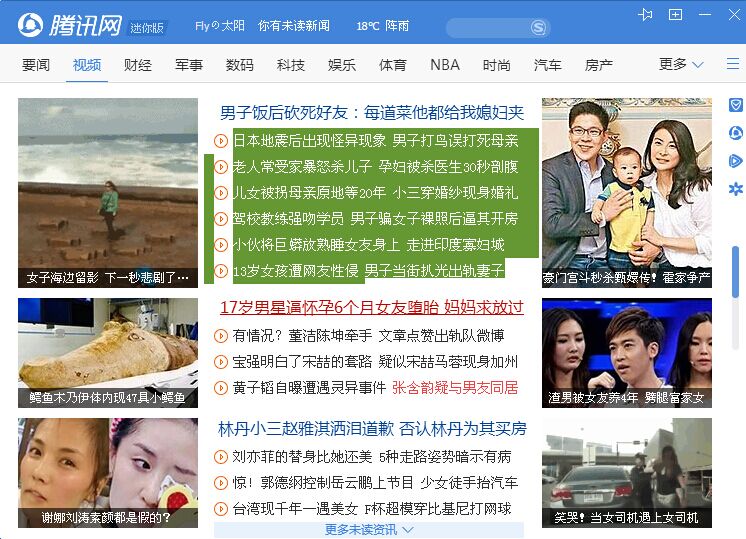 腾讯网 迷你版 Flyの太阳 你有未读新闻 18℃ 阵雨
要闻 视频 财经 军事 数码 科技 娱乐 体育 NBA 时尚 汽车 房产 更多
男子饭后砍死好友：每道菜他都给我媳妇夹
日本地震后出现怪异现象 男子打鸟误打死母亲
老人常受家暴怒杀儿子 孕妇被杀医生30秒剖腹
儿女被拐母亲原地等20年 小三穿婚纱现身婚礼
驾校教练强吻学员 男子骗女子裸照后逼其开房
小伙将巨蟒放熟睡女友身上 走进印度寡妇城
13岁女孩遭网友性侵 男子当街扒光出轨妻子
女子海边留影 下一秒悲剧了…
豪门宫斗秒杀甄嬛传！霍家争产
17岁男星逼怀孕6个月女友堕胎 妈妈求放过
有情况？董洁陈坤牵手 文章点赞出轨队微博
宝强明白了宋喆的套路 疑似宋喆马蓉现身加州
黄子韬自曝遭遇灵异事件 张含韵疑与男友同居
鳄鱼木乃伊体内现47具小鳄鱼
渣男被女友养4年 劈腿富家女
林丹小三赵雅淇洒泪道歉 否认林丹为其买房
刘亦菲的替身比她还美 5种走路姿势暗示有病
惊！郭德纲控制岳云鹏上节目 少女徒手抬汽车
台湾现千年一遇美女 F杯超模穿比基尼打网球
谢娜刘涛素颜都是假的？
笑哭！当女司机遇上女司机
更多未读资讯